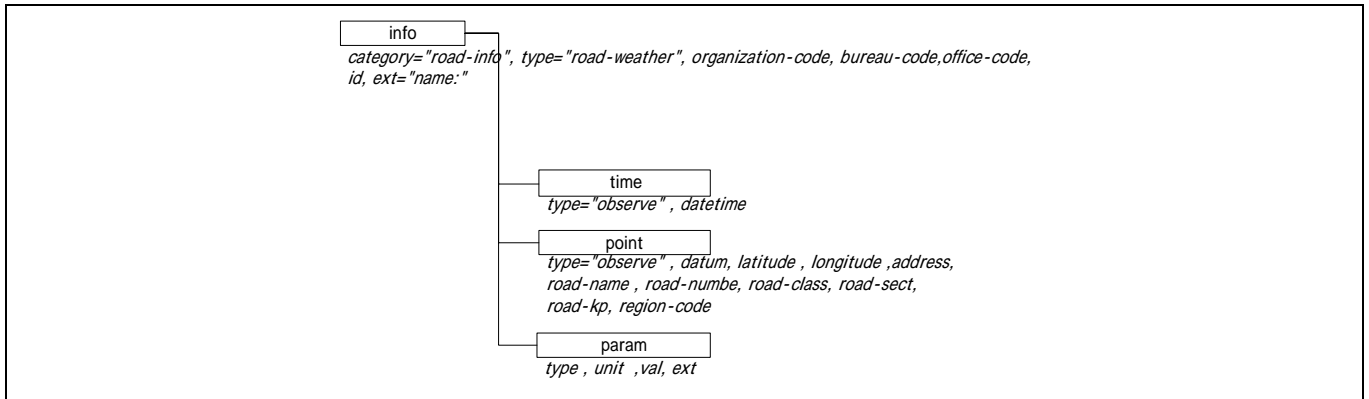 info
category="road-info", type="road-weather", organization-code, bureau-code,office-code,
id, ext="name:"
time
type="observe" , datetime
point
type="observe" , datum, latitude , longitude ,address,
road-name , road-numbe, road-class, road-sect,
road-kp, region-code
param
type , unit ,val, ext